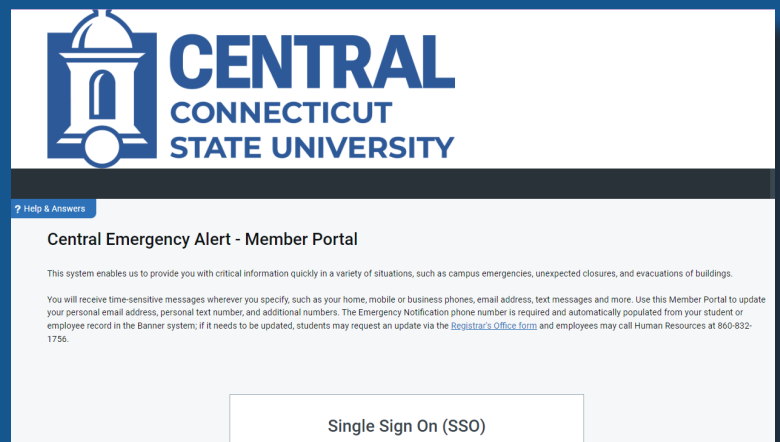 CENTRAL
CONNECTICUT
STATE UNIVERSITY
? Help & Answers
Central Emergency Alert - Member Portal
This system enables us to provide you with critical information quickly in a variety of situations, such as campus emergencies, unexpected closures, and evacuations of buildings.
You will receive time-sensitive messages wherever you specify, such as your home, mobile or business phones, email address, text messages and more. Use this Member Portal to update
your personal email address, personal text number, and additional numbers. The Emergency Notification phone number is required and automatically populated from your student or
employee record in the Banner system; if it needs to be updated, students may request an update via the Registrar's Office form and employees may call Human Resources at 860-832-
1756.
Single Sign On (SSO)